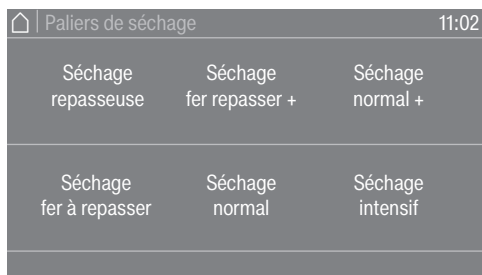 Paliers de séchage 11:02
Séchage repasseuse
Séchage fer repasser +
Séchage normal +
Séchage fer à repasser
Séchage normal
Séchage intensif